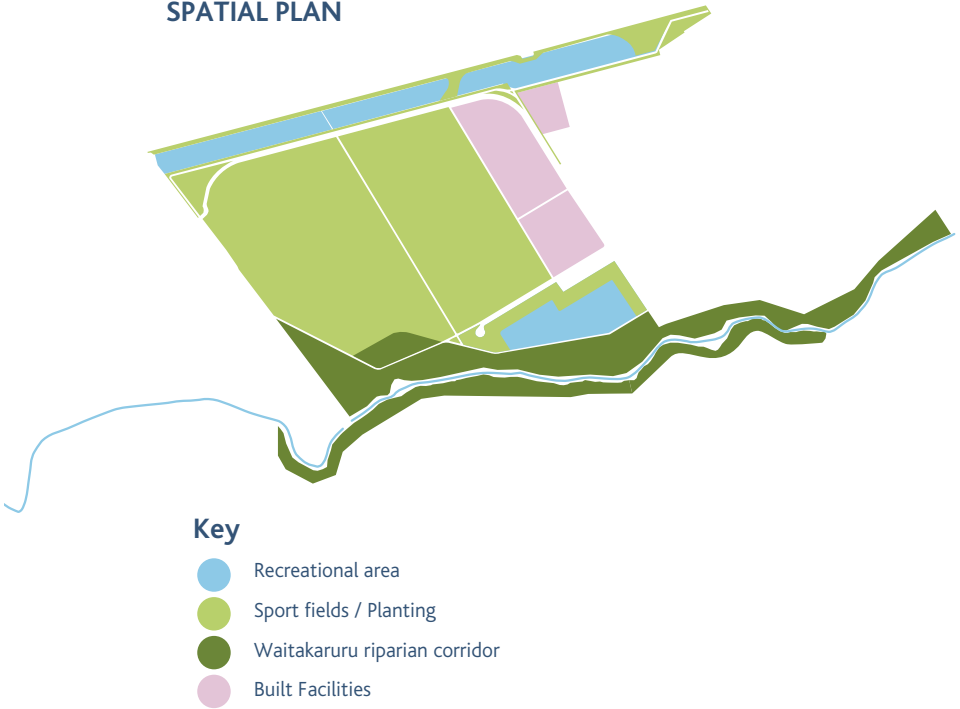 SPATIAL PLAN
Key
Recreational area
Sport fields / Planting
Waitakaruru riparian corridor
Built Facilities